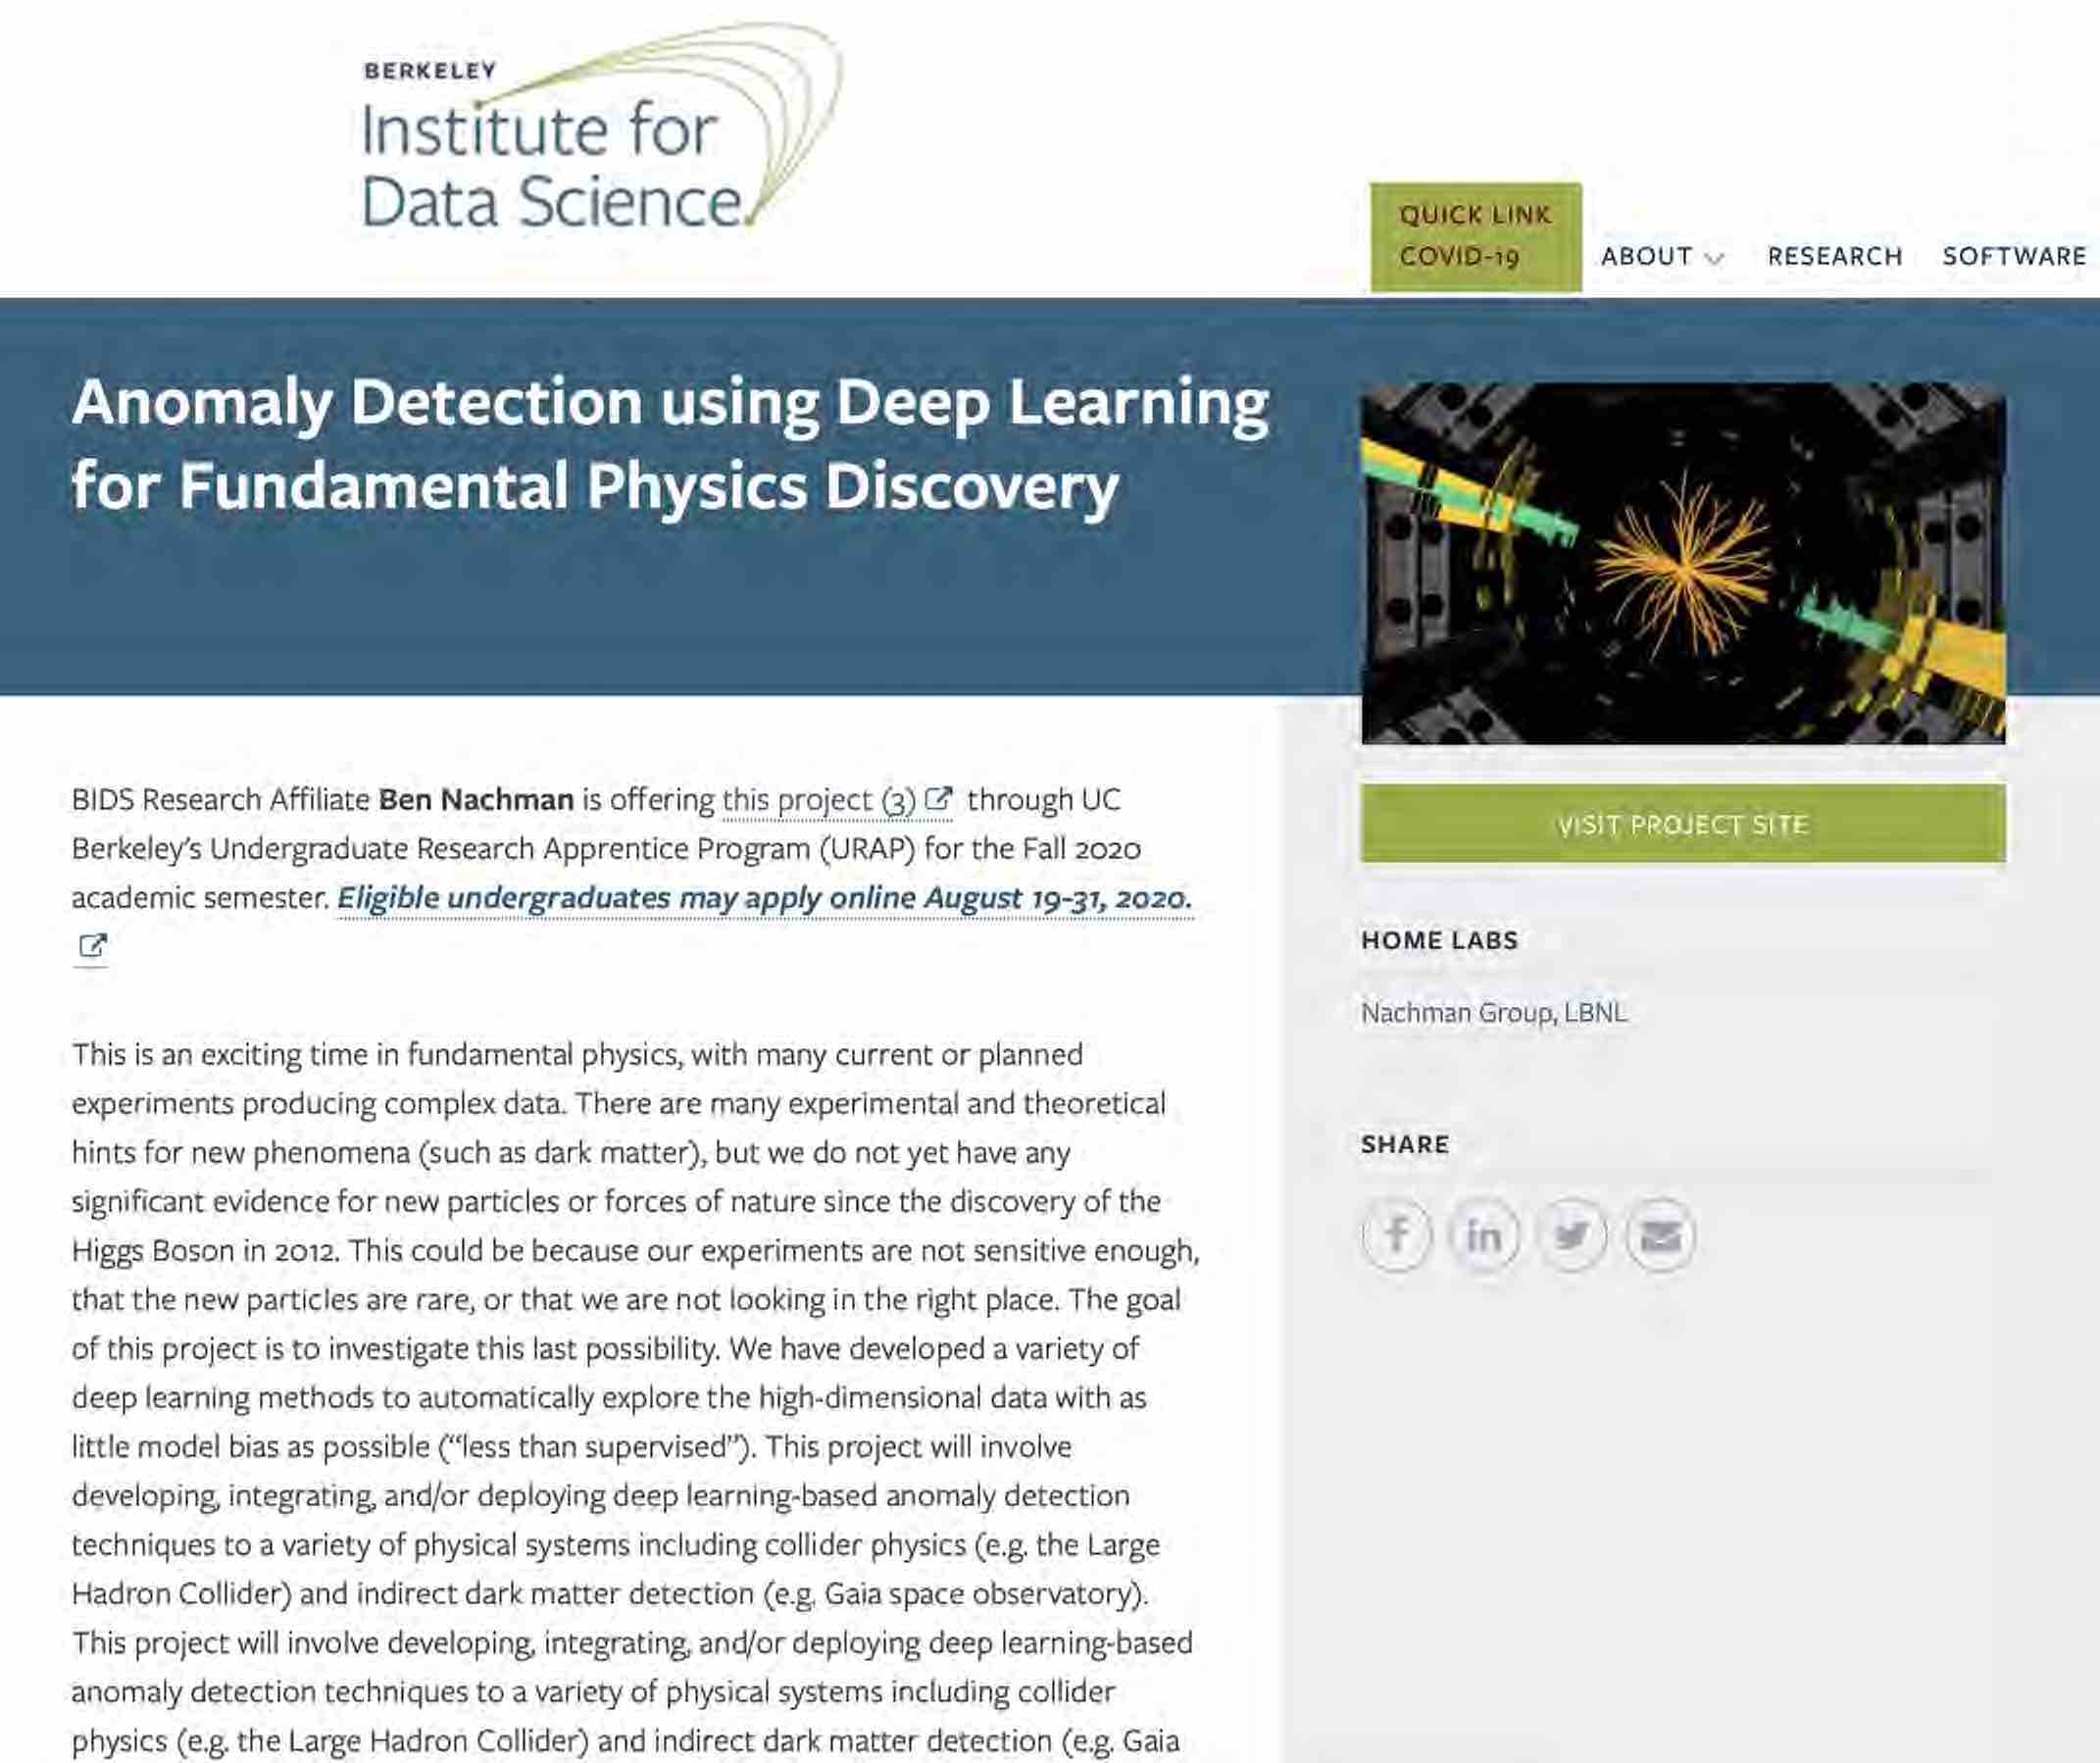 BERKELEY
Institute for
Data Science
QUICK LINK
COVID-19
ABOUT
RESEARCH
SOFTWARE
Anomaly Detection using Deep Learning
for Fundamental Physics Discovery
BIDS Research Affiliate Ben Nachman is offering this project (3) through UC
Berkeley's Undergraduate Research Apprentice Program (URAP) for the Fall 2020
academic semester. Eligible undergraduates may apply online August 19-31, 2020.
This is an exciting time in fundamental physics, with many current or planned
experiments producing complex data. There are many experimental and theoretical
hints for new phenomena (such as dark matter), but we do not yet have any
significant evidence for new particles or forces of nature since the discovery of the
Higgs Boson in 2012. This could be because our experiments are not sensitive enough,
that the new particles are rare, or that we are not looking in the right place. The goal
of this project is to investigate this last possibility. We have developed a variety of
deep learning methods to automatically explore the high-dimensional data with as
little model bias as possible (“less than supervised”). This project will involve
developing, integrating, and/or deploying deep learning-based anomaly detection
techniques to a variety of physical systems including collider physics (e.g. the Large
Hadron Collider) and indirect dark matter detection (e.g. Gaia space observatory).
This project will involve developing, integrating, and/or deploying deep learning-based
anomaly detection techniques to a variety of physical systems including collider
physics (e.g. the Large Hadron Collider) and indirect dark matter detection (e.g. Gaia
VISIT PROJECT SITE
HOME LABS
Nachman Group, LBNL
SHARE
f
in